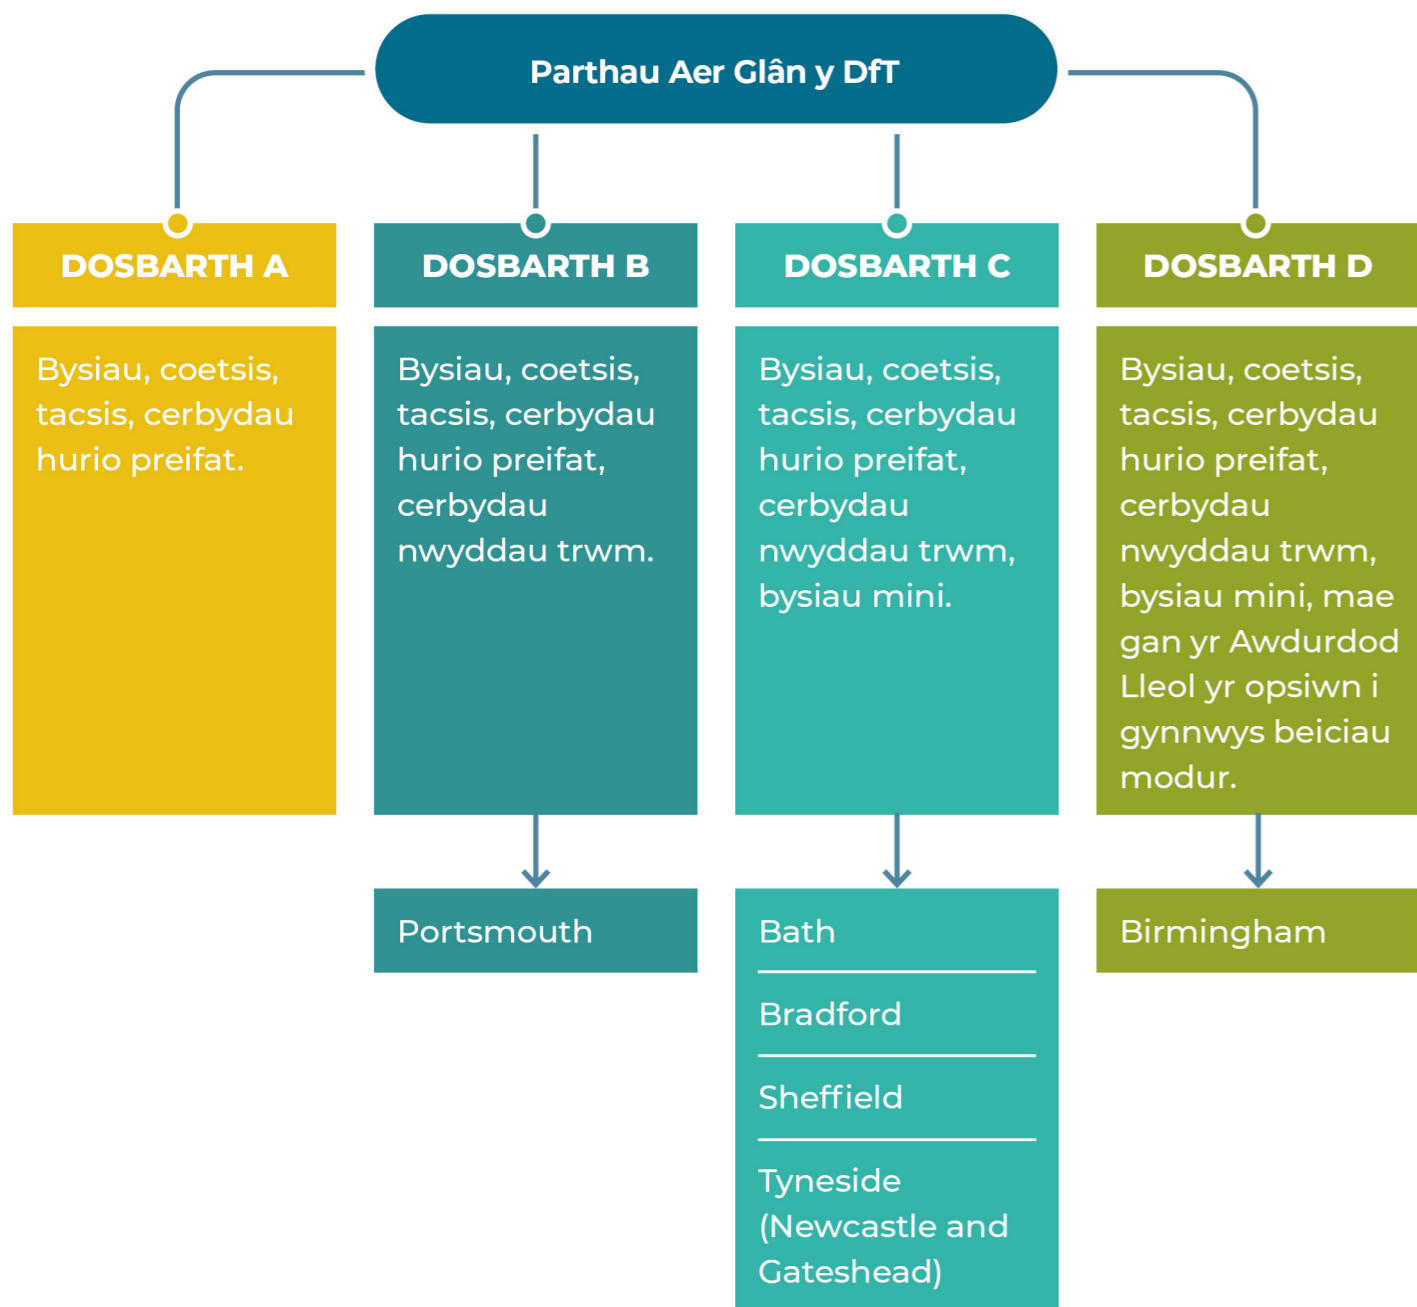 Parthau Aer Glân y DfT
DOSBARTH A
Bysiau, coetsis,
tacsis, cerbydau
hurio preifat.
DOSBARTH B
Bysiau, coetsis,
tacsis, cerbydau
hurio preifat,
cerbydau
nwyddau trwm.
Portsmouth
DOSBARTH C
Bysiau, coetsis,
tacsis, cerbydau
hurio preifat,
cerbydau
nwyddau trwm,
bysiau mini.
Bath
Bradford
Sheffield
Tyneside
(Newcastle and
Gateshead)
DOSBARTH D
Bysiau, coetsis,
tacsis, cerbydau
hurio preifat,
cerbydau
nwyddau trwm,
bysiau mini, mae
gan yr Awdurdod
Lleol yr opsiwn i
gynnwys beiciau
modur.
Birmingham